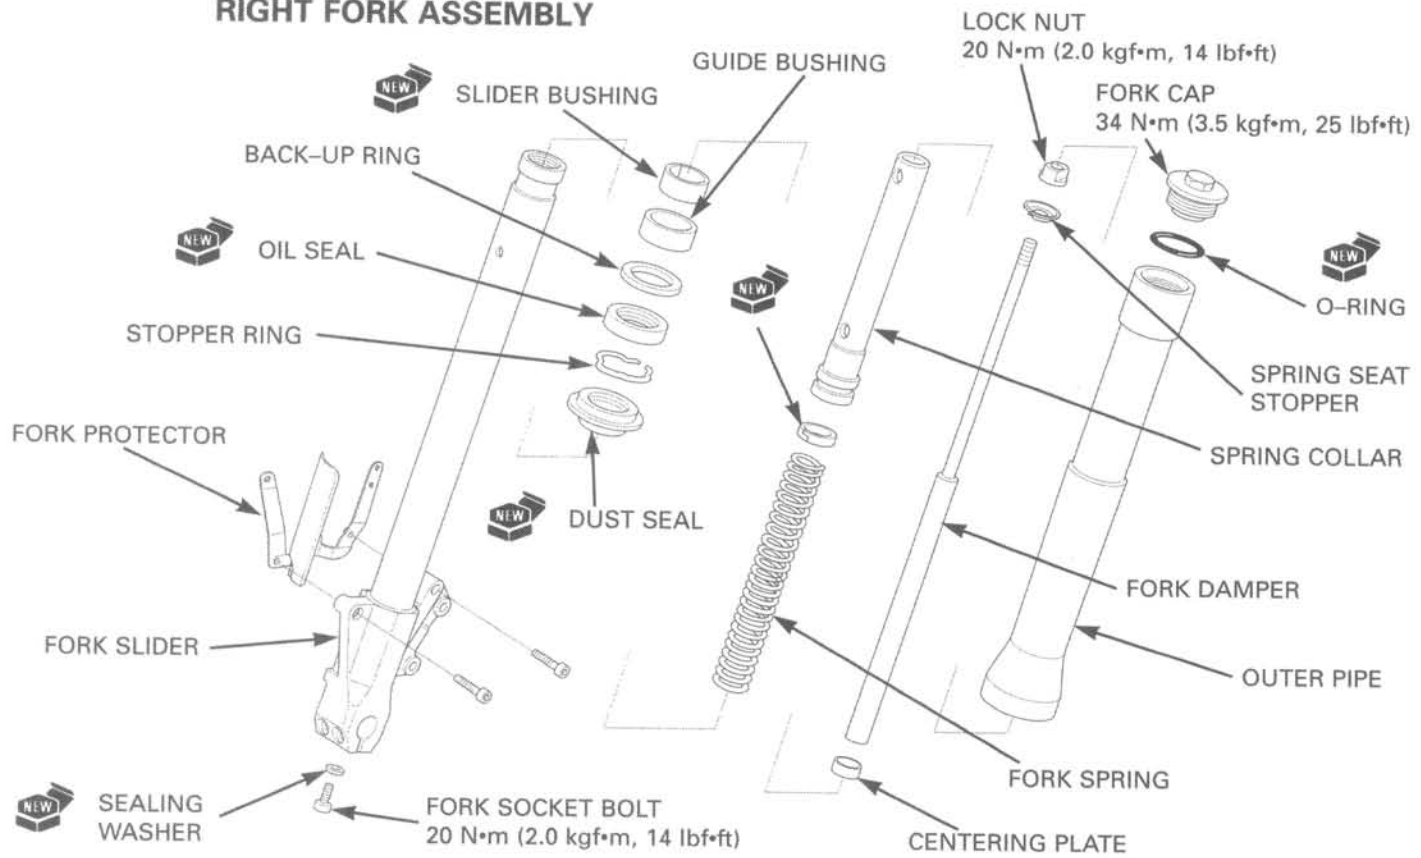 RIGHT FORK ASSEMBLY
LOCK NUT
20 N•m (2.0 kgf•m, 14 lbf•ft)
GUIDE BUSHING
NEW
SLIDER BUSHING
FORK CAP
34 N•m (3.5 kgf•m, 25 lbf•ft)
BACK–UP RING
NEW
OIL SEAL
NEW
NEW
O–RING
STOPPER RING
SPRING SEAT
STOPPER
FORK PROTECTOR
SPRING COLLAR
NEW
DUST SEAL
FORK DAMPER
FORK SLIDER
OUTER PIPE
FORK SPRING
NEW
SEALING
WASHER
FORK SOCKET BOLT
20 N•m (2.0 kgf•m, 14 lbf•ft)
CENTERING PLATE